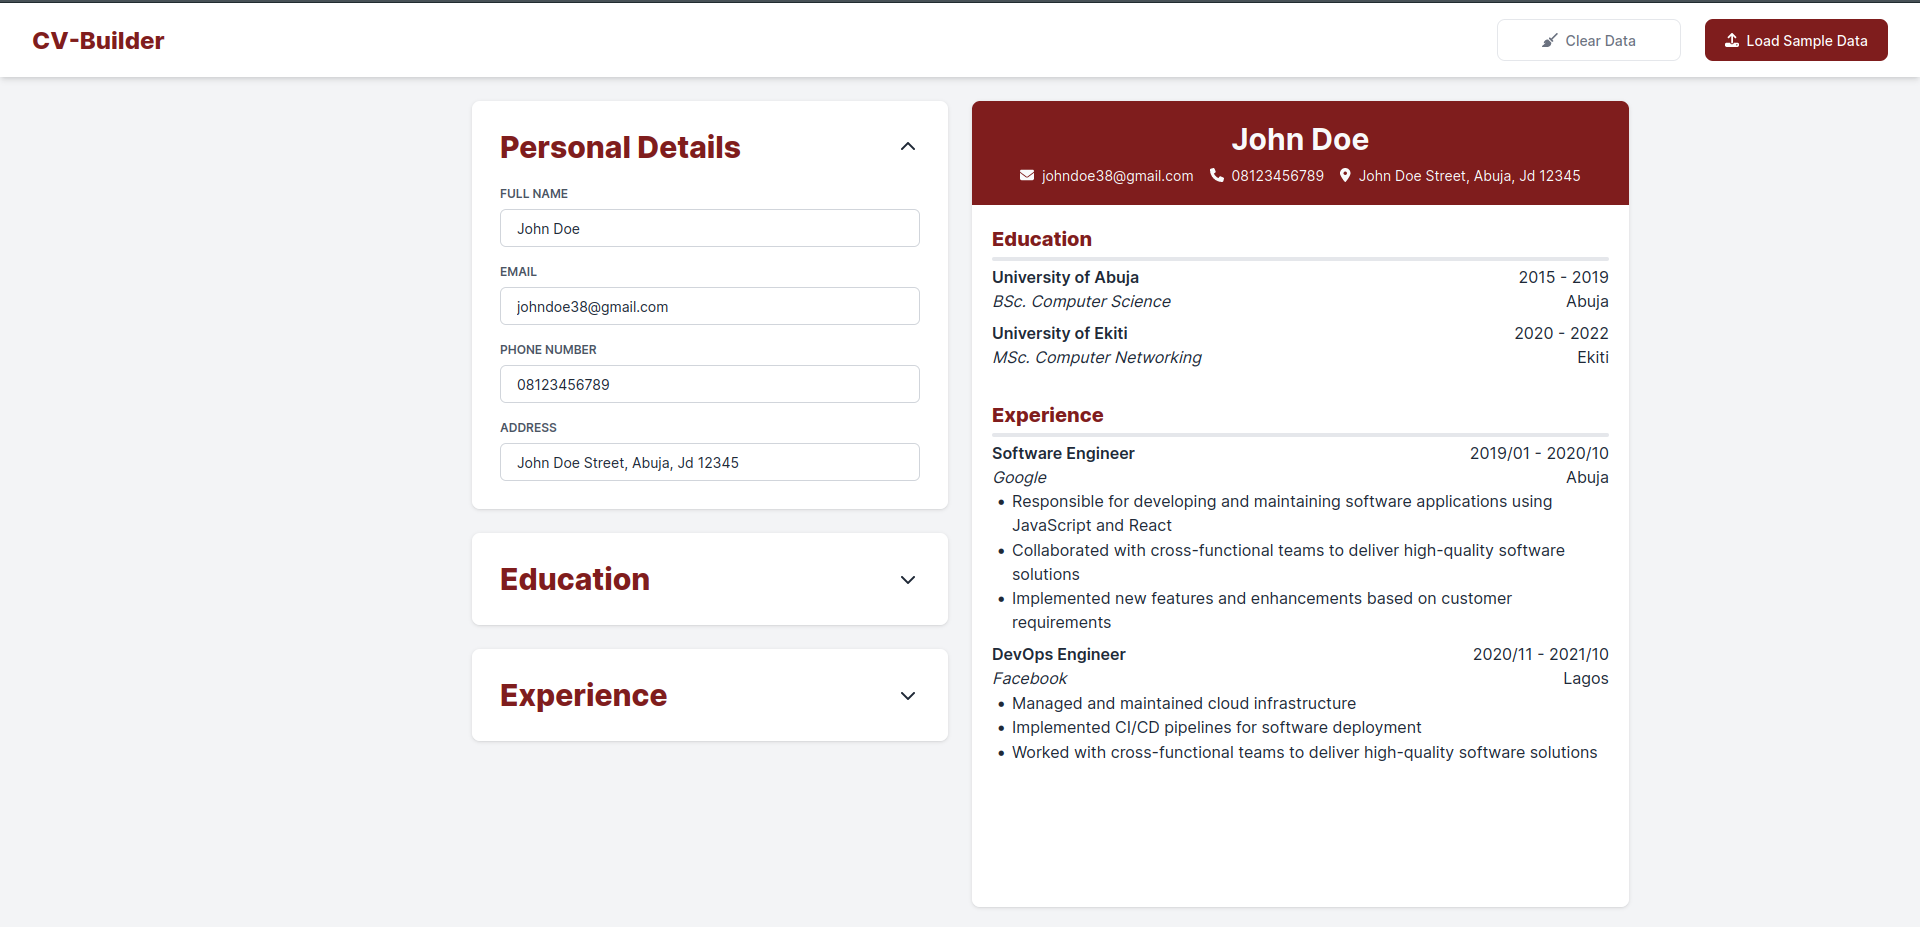 CV-Builder
Clear Data
Load Sample Data
Personal Details
FULL NAME
John Doe
EMAIL
johndoe38@gmail.com
PHONE NUMBER
08123456789
ADDRESS
John Doe Street, Abuja, Jd 12345
Education
Experience
John Doe
johndoe38@gmail.com 08123456789 John Doe Street, Abuja, Jd 12345
Education
University of Abuja 2015 - 2019
BSc. Computer Science Abuja
University of Ekiti 2020 - 2022
MSc. Computer Networking Ekiti
Experience
Software Engineer 2019/01 - 2020/10
Google Abuja
• Responsible for developing and maintaining software applications using
JavaScript and React
• Collaborated with cross-functional teams to deliver high-quality software
solutions
• Implemented new features and enhancements based on customer
requirements
DevOps Engineer 2020/11 - 2021/10
Facebook Lagos
• Managed and maintained cloud infrastructure
• Implemented CI/CD pipelines for software deployment
• Worked with cross-functional teams to deliver high-quality software solutions